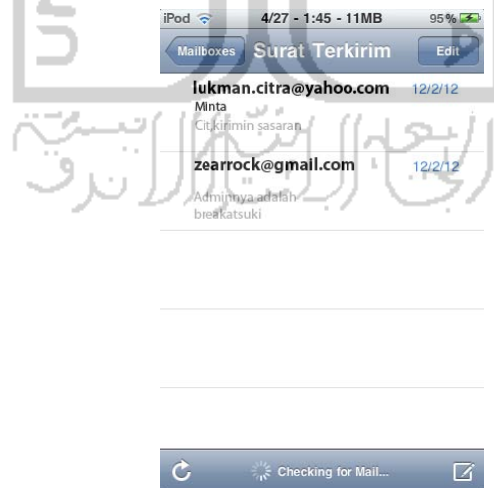 iPod 4/27 - 1:45 - 11MB 95%
Mailboxes Surat Terkirim Edit
lukman.citra@yahoo.com 12/2/12
Minta
Cit,kirimin sasaran
zearrock@gmail.com 12/2/12
Adminnya adalah
breakatsuki
Checking for Mail...